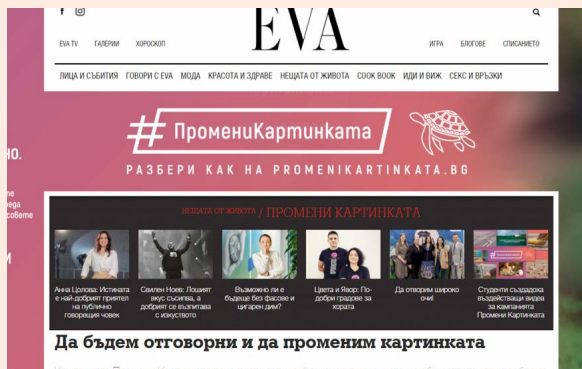 EVA
EVA TV ГАЛЕРИИ ХОРОСКОП ИГРА БЛОГОВЕ СПИСАНИЕТО
ЛИЦА И СЪБИТИЯ ГОВОРИ С EVA МОДА КРАСОТА И ЗДРАВЕ НЕЩАТА ОТ ЖИВОТА COOK BOOK ИДИ И ВИЖ СЕКС И ВРЪЗКИ
# ПромениКартинката
РАЗБЕРИ КАК НА PROMENIKARTINKATA.BG
НЕЩАТА ОТ ЖИВОТА / ПРОМЕНИ КАРТИНКАТА
Анна Цолова: Истината
е най-добрият приятел
на публично
говорещия човек
Свилен Ноев: Лошият
вкус съсипва, а
добрият се възпитава
с изкуството
Възможно ли е
бъдеще без фасове и
цигарен дим?
Цвета и Явор: По-
добри градове за
хората
Да отворим широко
очи!
Студенти създадоха
въздействащи видеа
за кампанията
Промени Картинката
Да бъдем отговорни и да променим картинката